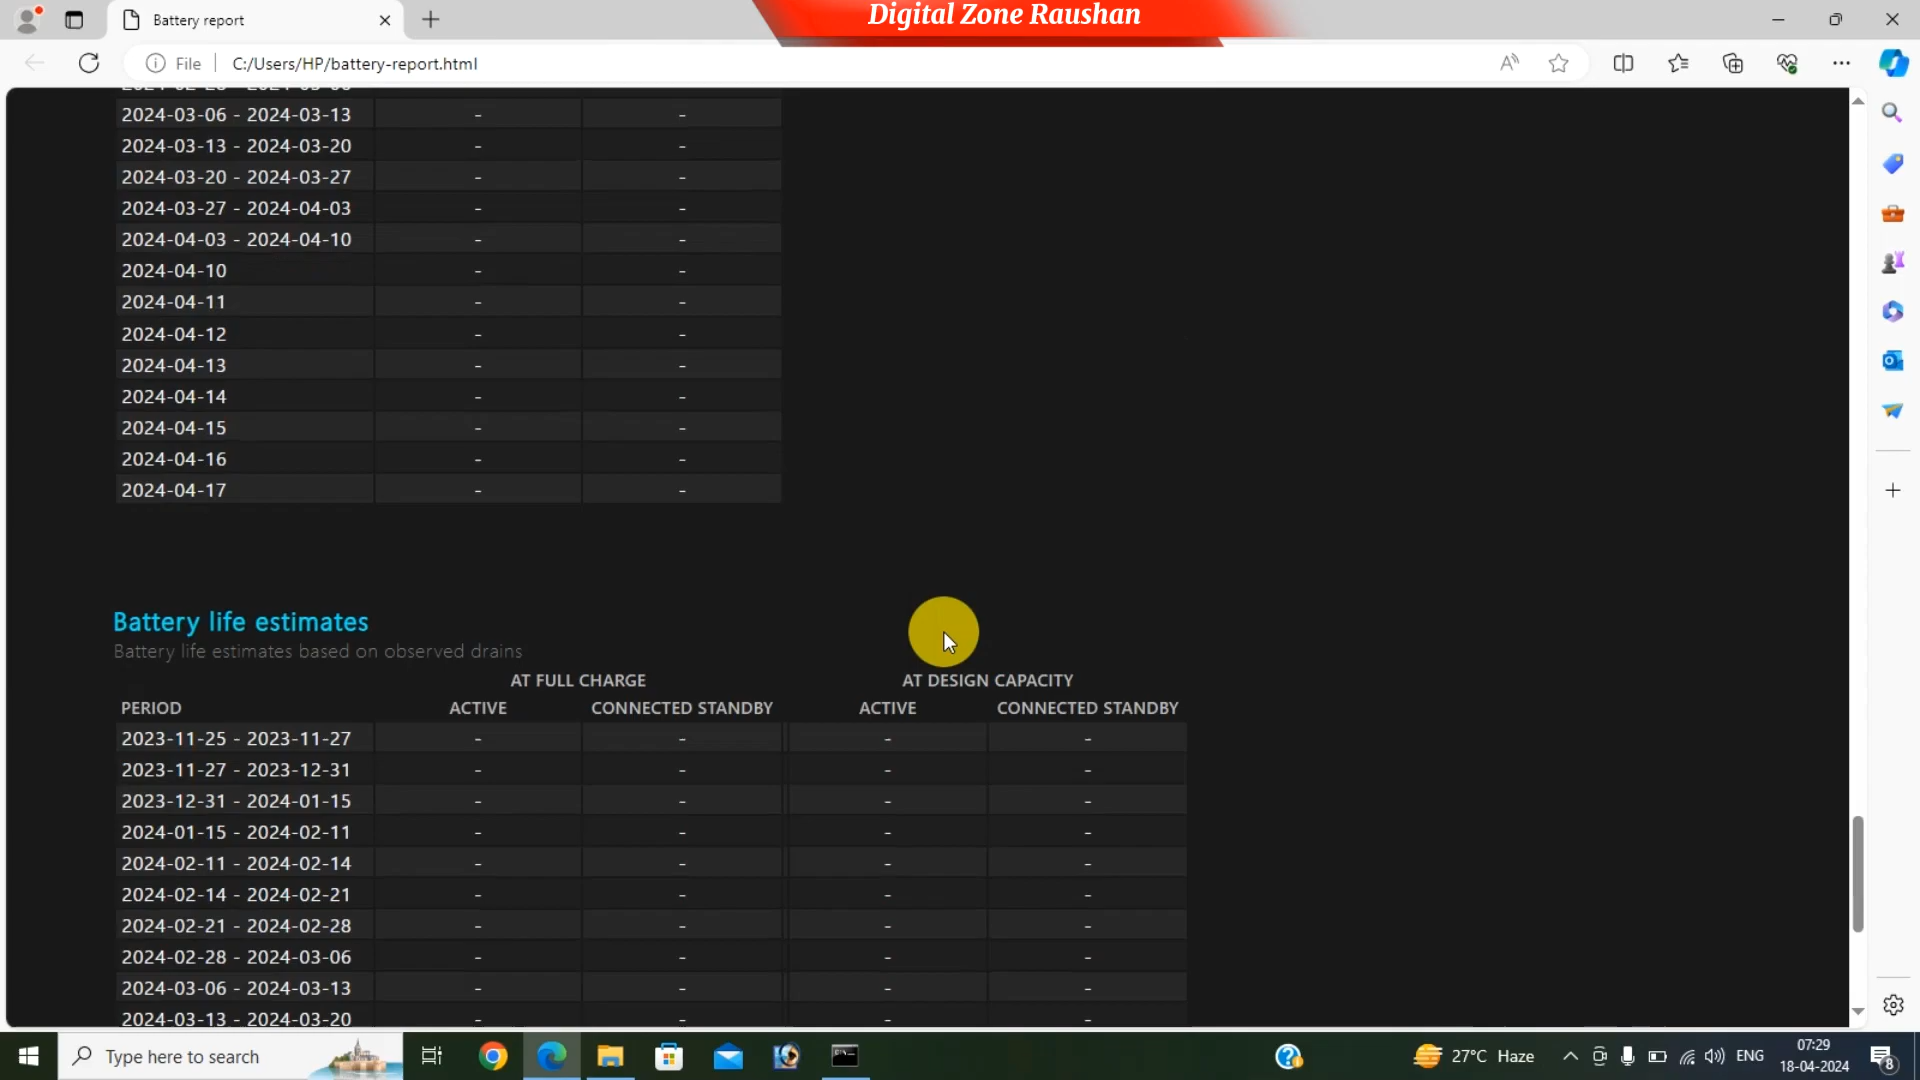 Battery report
Digital Zone Raushan
File
C:/Users/HP/battery-report.html
2024-03-06 - 2024-03-13 - -
2024-03-13 - 2024-03-20 - -
2024-03-20 - 2024-03-27 - -
2024-03-27 - 2024-04-03 - -
2024-04-03 - 2024-04-10 - -
2024-04-10 - -
2024-04-11 - -
2024-04-12 - -
2024-04-13 - -
2024-04-14 - -
2024-04-15 - -
2024-04-16 - -
2024-04-17 - -
Battery life estimates
Battery life estimates based on observed drains
AT FULL CHARGE AT DESIGN CAPACITY
PERIOD ACTIVE CONNECTED STANDBY ACTIVE CONNECTED STANDBY
2023-11-25 - 2023-11-27 - - - -
2023-11-27 - 2023-12-31 - - - -
2023-12-31 - 2024-01-15 - - - -
2024-01-15 - 2024-02-11 - - - -
2024-02-11 - 2024-02-14 - - - -
2024-02-14 - 2024-02-21 - - - -
2024-02-21 - 2024-02-28 - - - -
2024-02-28 - 2024-03-06 - - - -
2024-03-06 - 2024-03-13 - - - -
2024-03-13 - 2024-03-20 - - - -
Type here to search
27°C Haze
ENG
07:29
18-04-2024
8